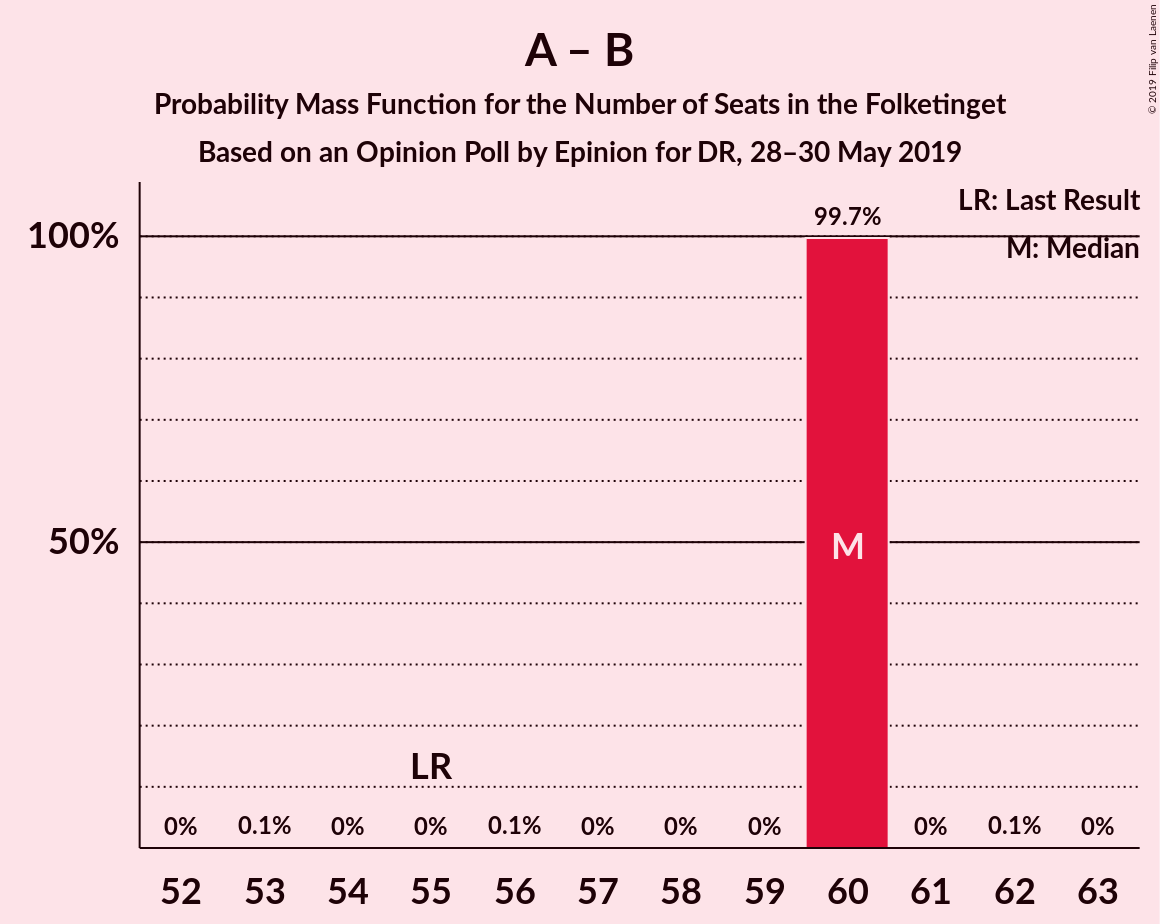 A – B
Probability Mass Function for the Number of Seats in the Folketinget
Based on an Opinion Poll by Epinion for DR, 28–30 May 2019
© 2019 Filip van Laenen
LR: Last Result
M: Median
99.7%
100%
50%
M
LR
0% 0.1% 0% 0% 0.1% 0% 0% 0% 0% 0.1% 0%
52 53 54 55 56 57 58 59 60 61 62 63